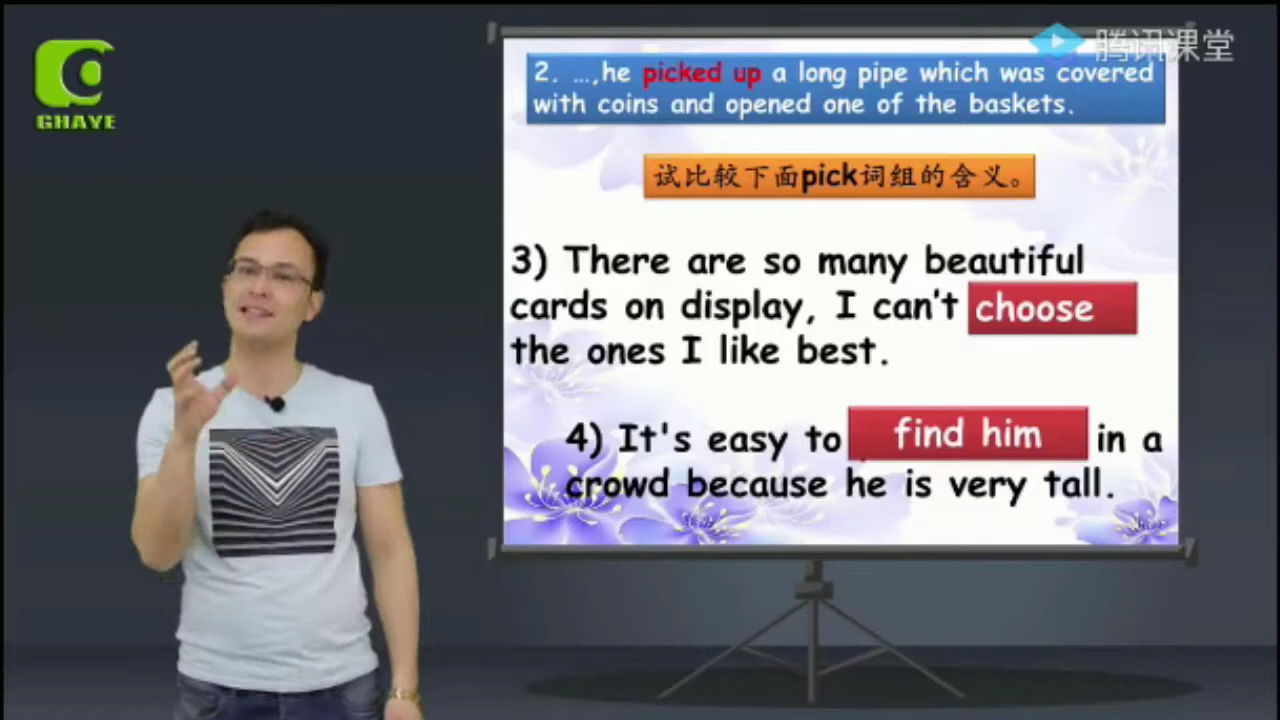 GHAYE
腾讯课堂
2. ...,he picked up a long pipe which was covered
with coins and opened one of the baskets.
试比较下面pick词组的含义。
3) There are so many beautiful
cards on display, I can't choose
the ones I like best.
4) It's easy to find him in a
crowd because he is very tall.